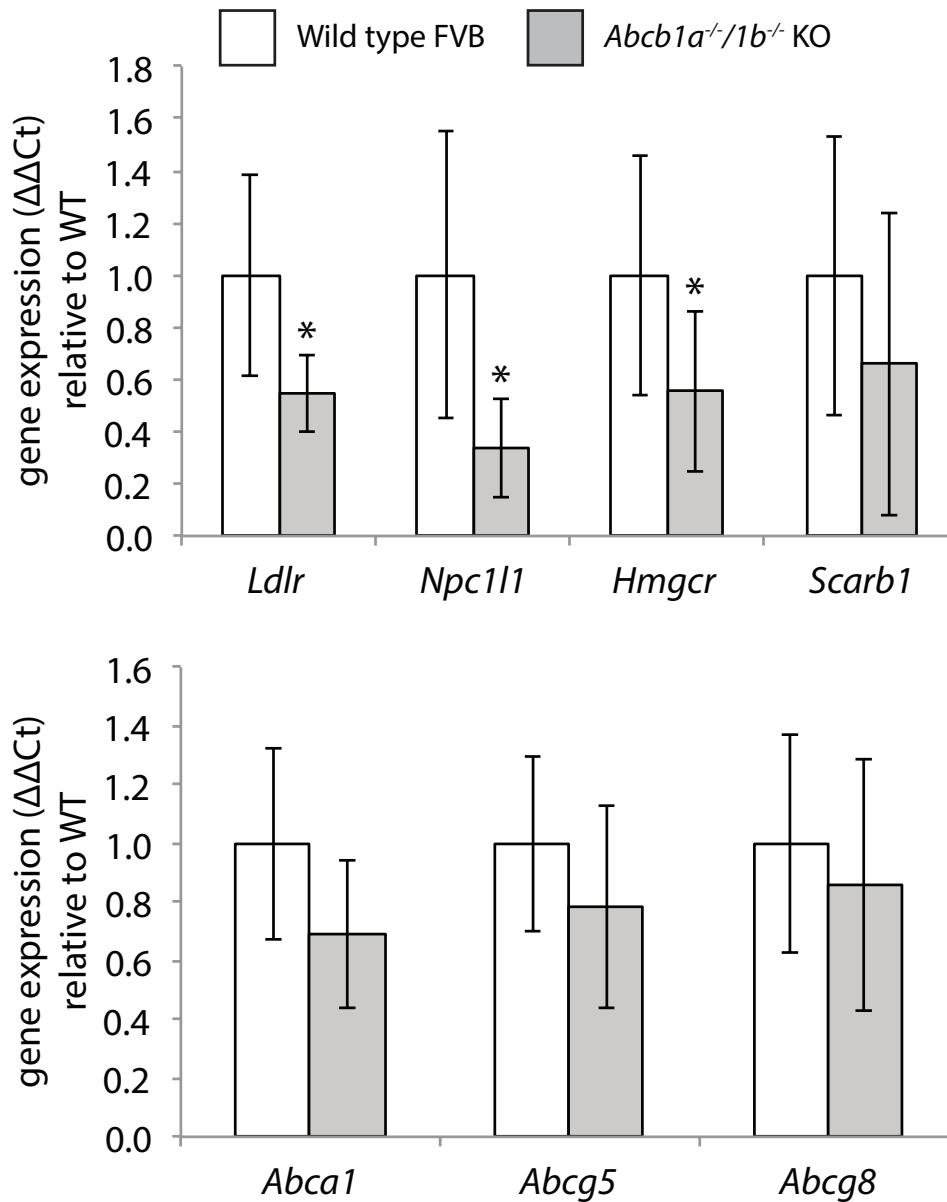 Wild type FVB
Abcb1a-/-/1b-/- KO
gene expression (ΔΔCt)
relative to WT
1.8
1.6
1.4
1.2
1.0
0.8
0.6
0.4
0.2
0.0
*
*
*
Ldlr
Npc1l1
Hmgcr
Scarb1
gene expression (ΔΔCt)
relative to WT
1.6
1.4
1.2
1.0
0.8
0.6
0.4
0.2
0.0
Abca1
Abcg5
Abcg8